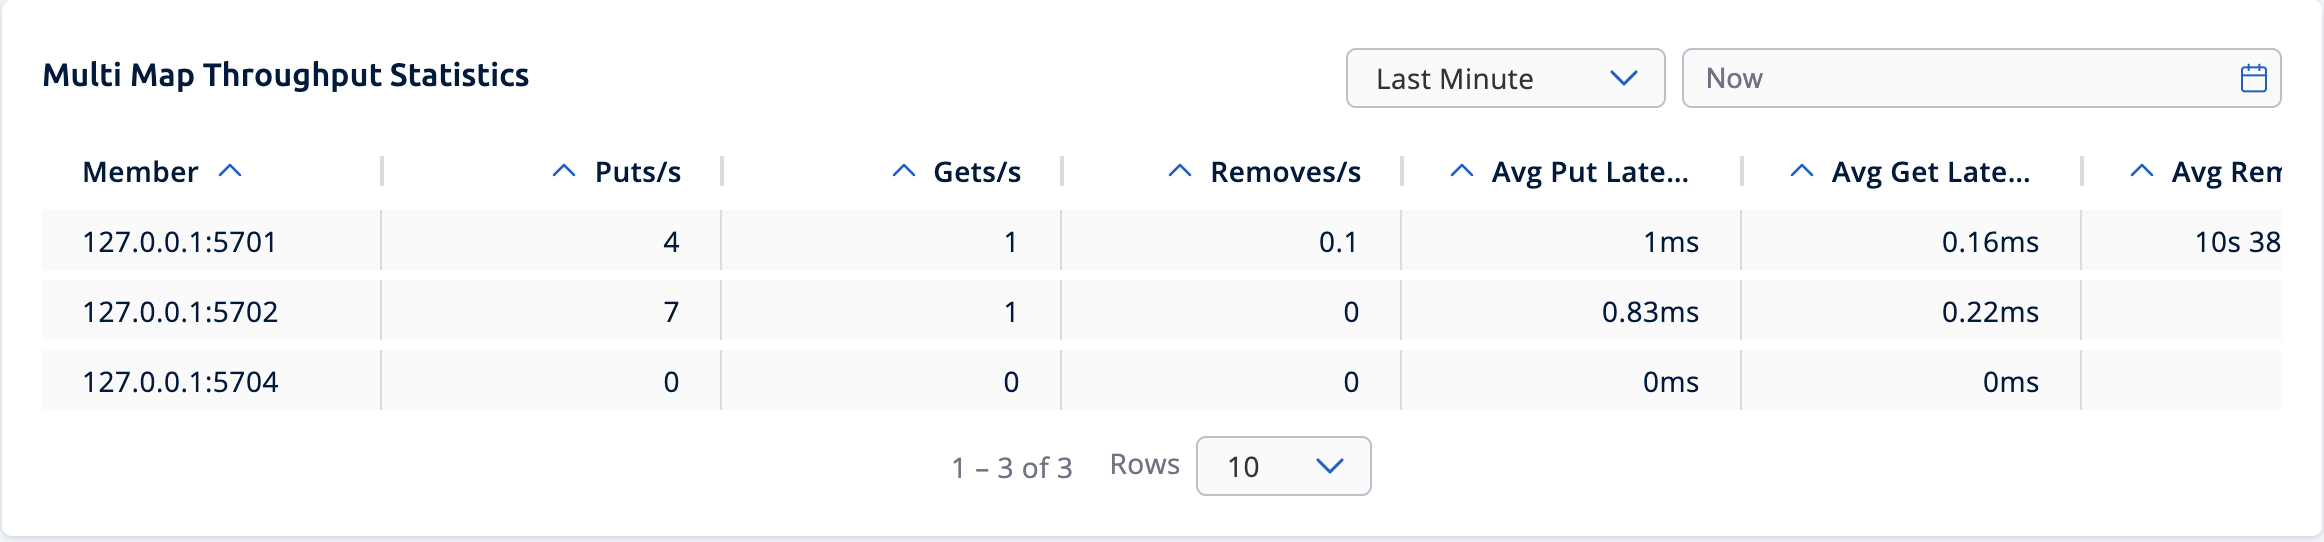 Multi Map Throughput Statistics
Last Minute
Now
Member Puts/s Gets/s Removes/s Avg Put Late... Avg Get Late... Avg Rem
127.0.0.1:5701 4 1 0.1 1ms 0.16ms 10s 38
127.0.0.1:5702 7 1 0 0.83ms 0.22ms
127.0.0.1:5704 0 0 0 0ms 0ms
1 – 3 of 3 Rows 10